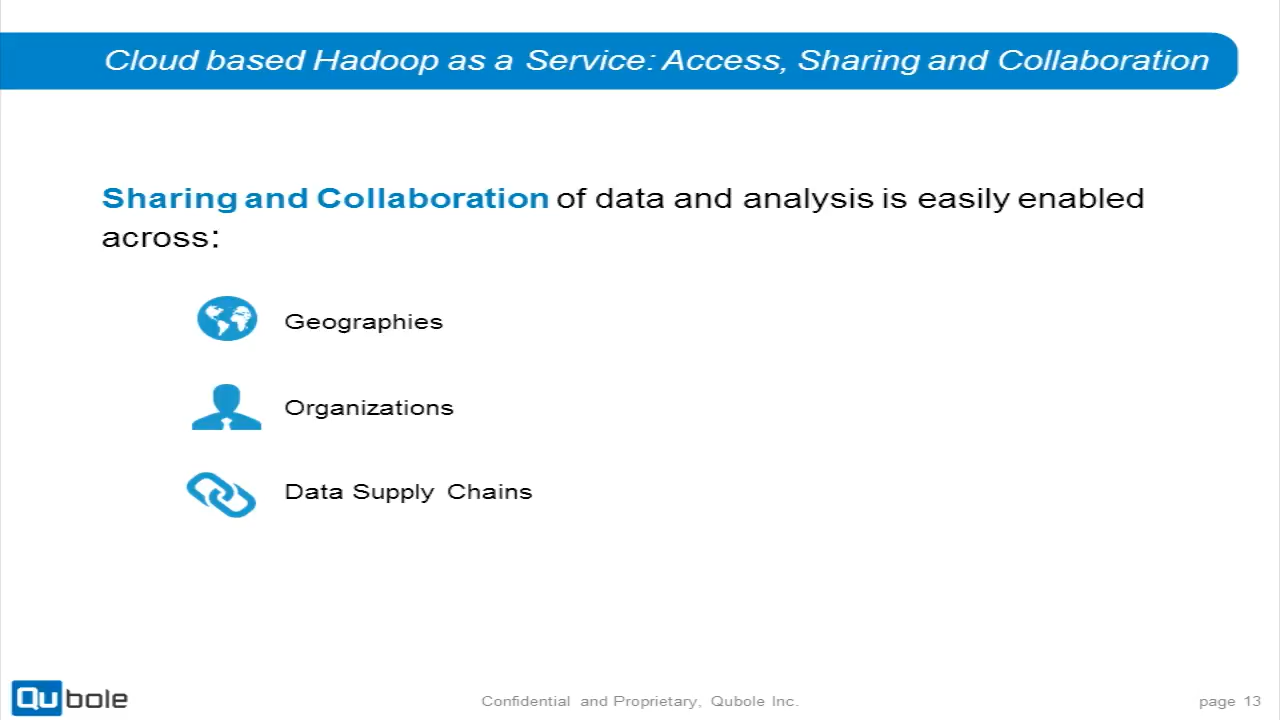 Cloud based Hadoop as a Service: Access, Sharing and Collaboration
Sharing and Collaboration of data and analysis is easily enabled
across:
Geographies
Organizations
Data Supply Chains
Qubole
Confidential and Proprietary, Qubole Inc.
page 13